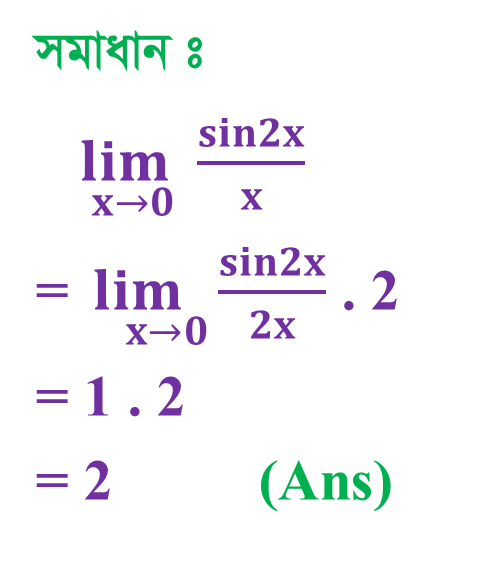 সমাধান ঃ
lim x→0 sin2x/x
= lim x→0 sin2x/2x . 2
= 1 . 2
= 2 (Ans)